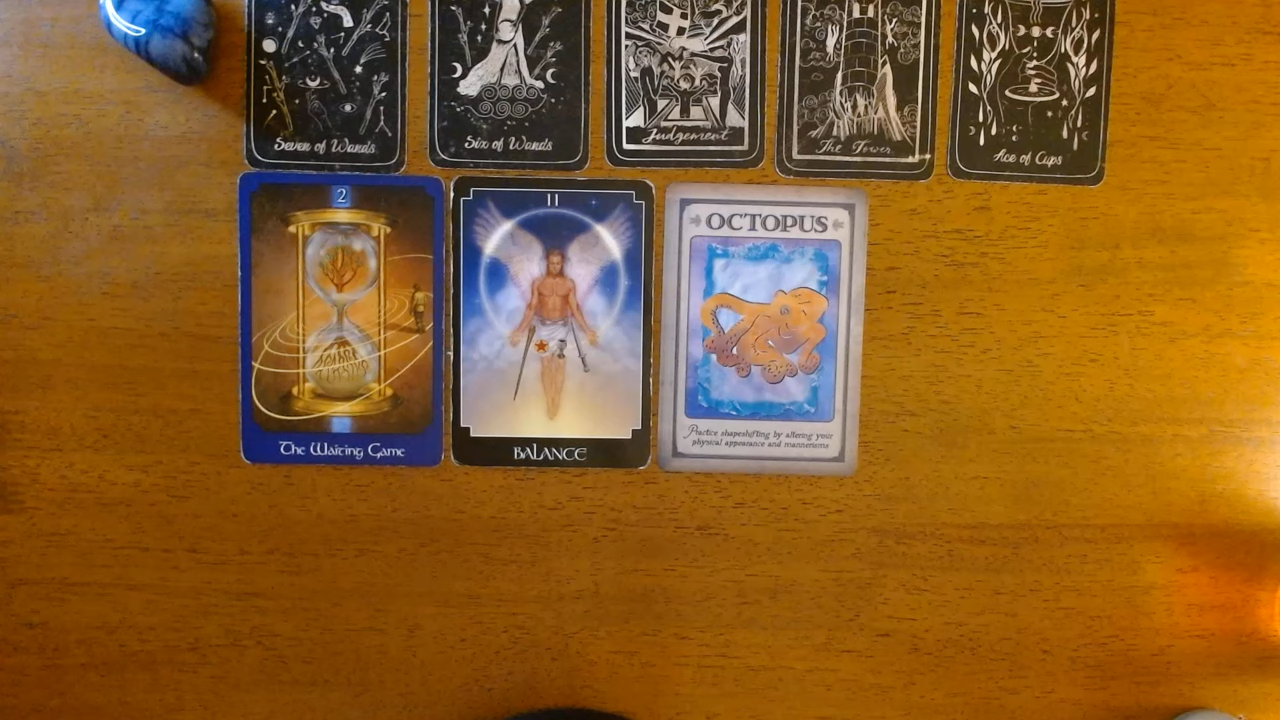 Seven of Wands
Six of Wands
Judgement
The Tower
Ace of Cups
2
The Waiting Game
11
BALANCE
OCTOPUS
Practice shapeshifting by altering your
physical appearance and mannerisms